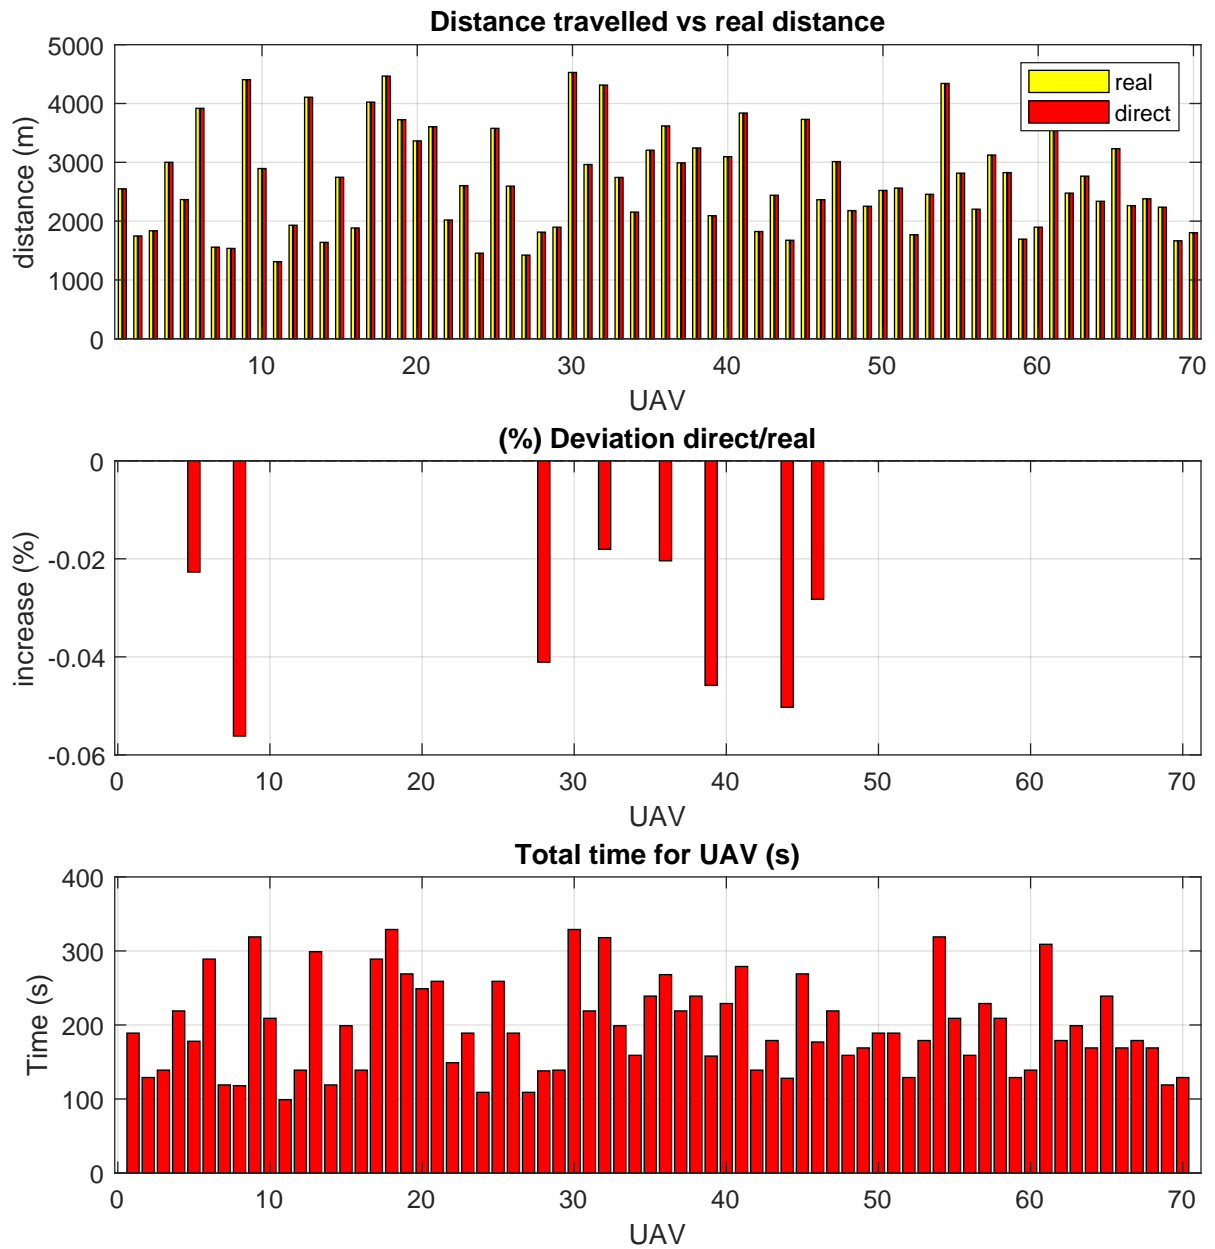 Distance travelled vs real distance
5000
4000
3000
2000
1000
0
distance (m)
real
direct
10 20 30 40 50 60 70
UAV
(%) Deviation direct/real
0
-0.02
-0.04
-0.06
increase (%)
0 10 20 30 40 50 60 70
UAV
Total time for UAV (s)
400
300
200
100
0
Time (s)
0 10 20 30 40 50 60 70
UAV